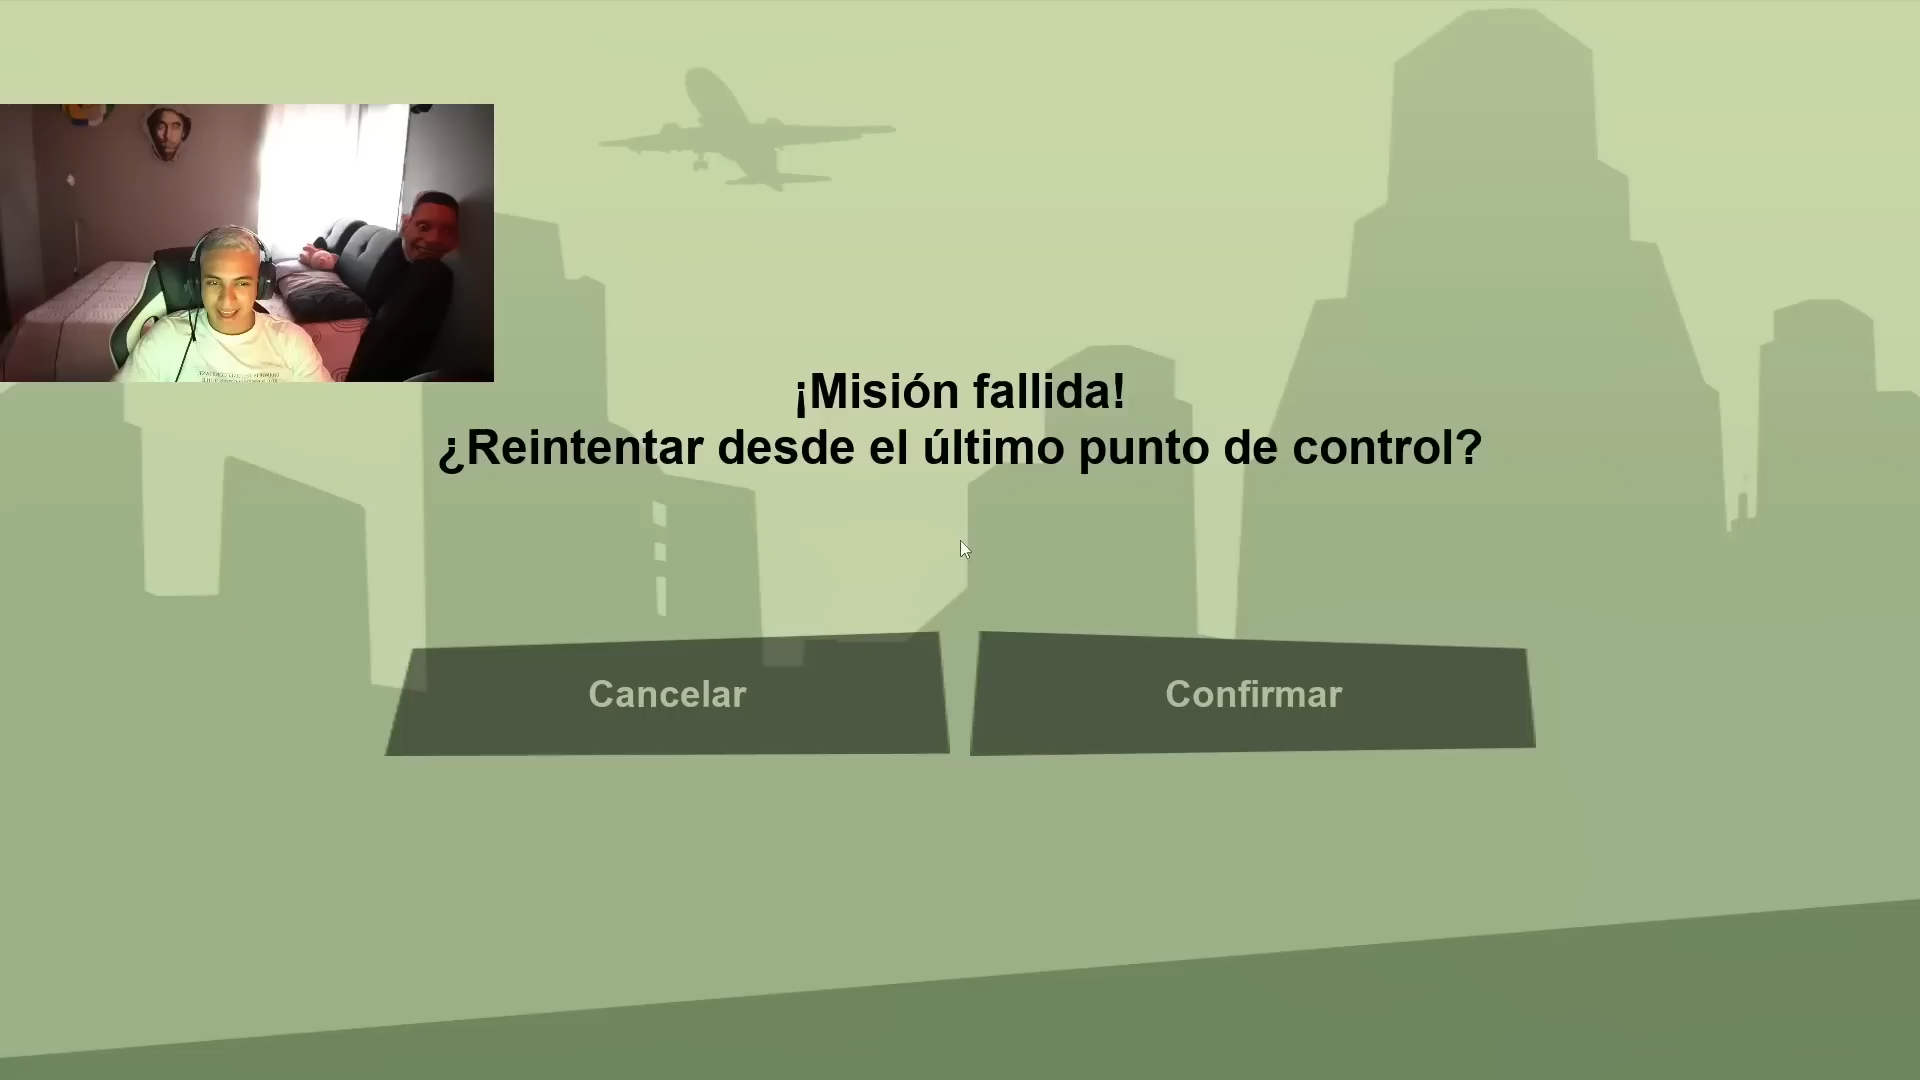 ¡Misión fallida!
¿Reintentar desde el último punto de control?
Cancelar
Confirmar